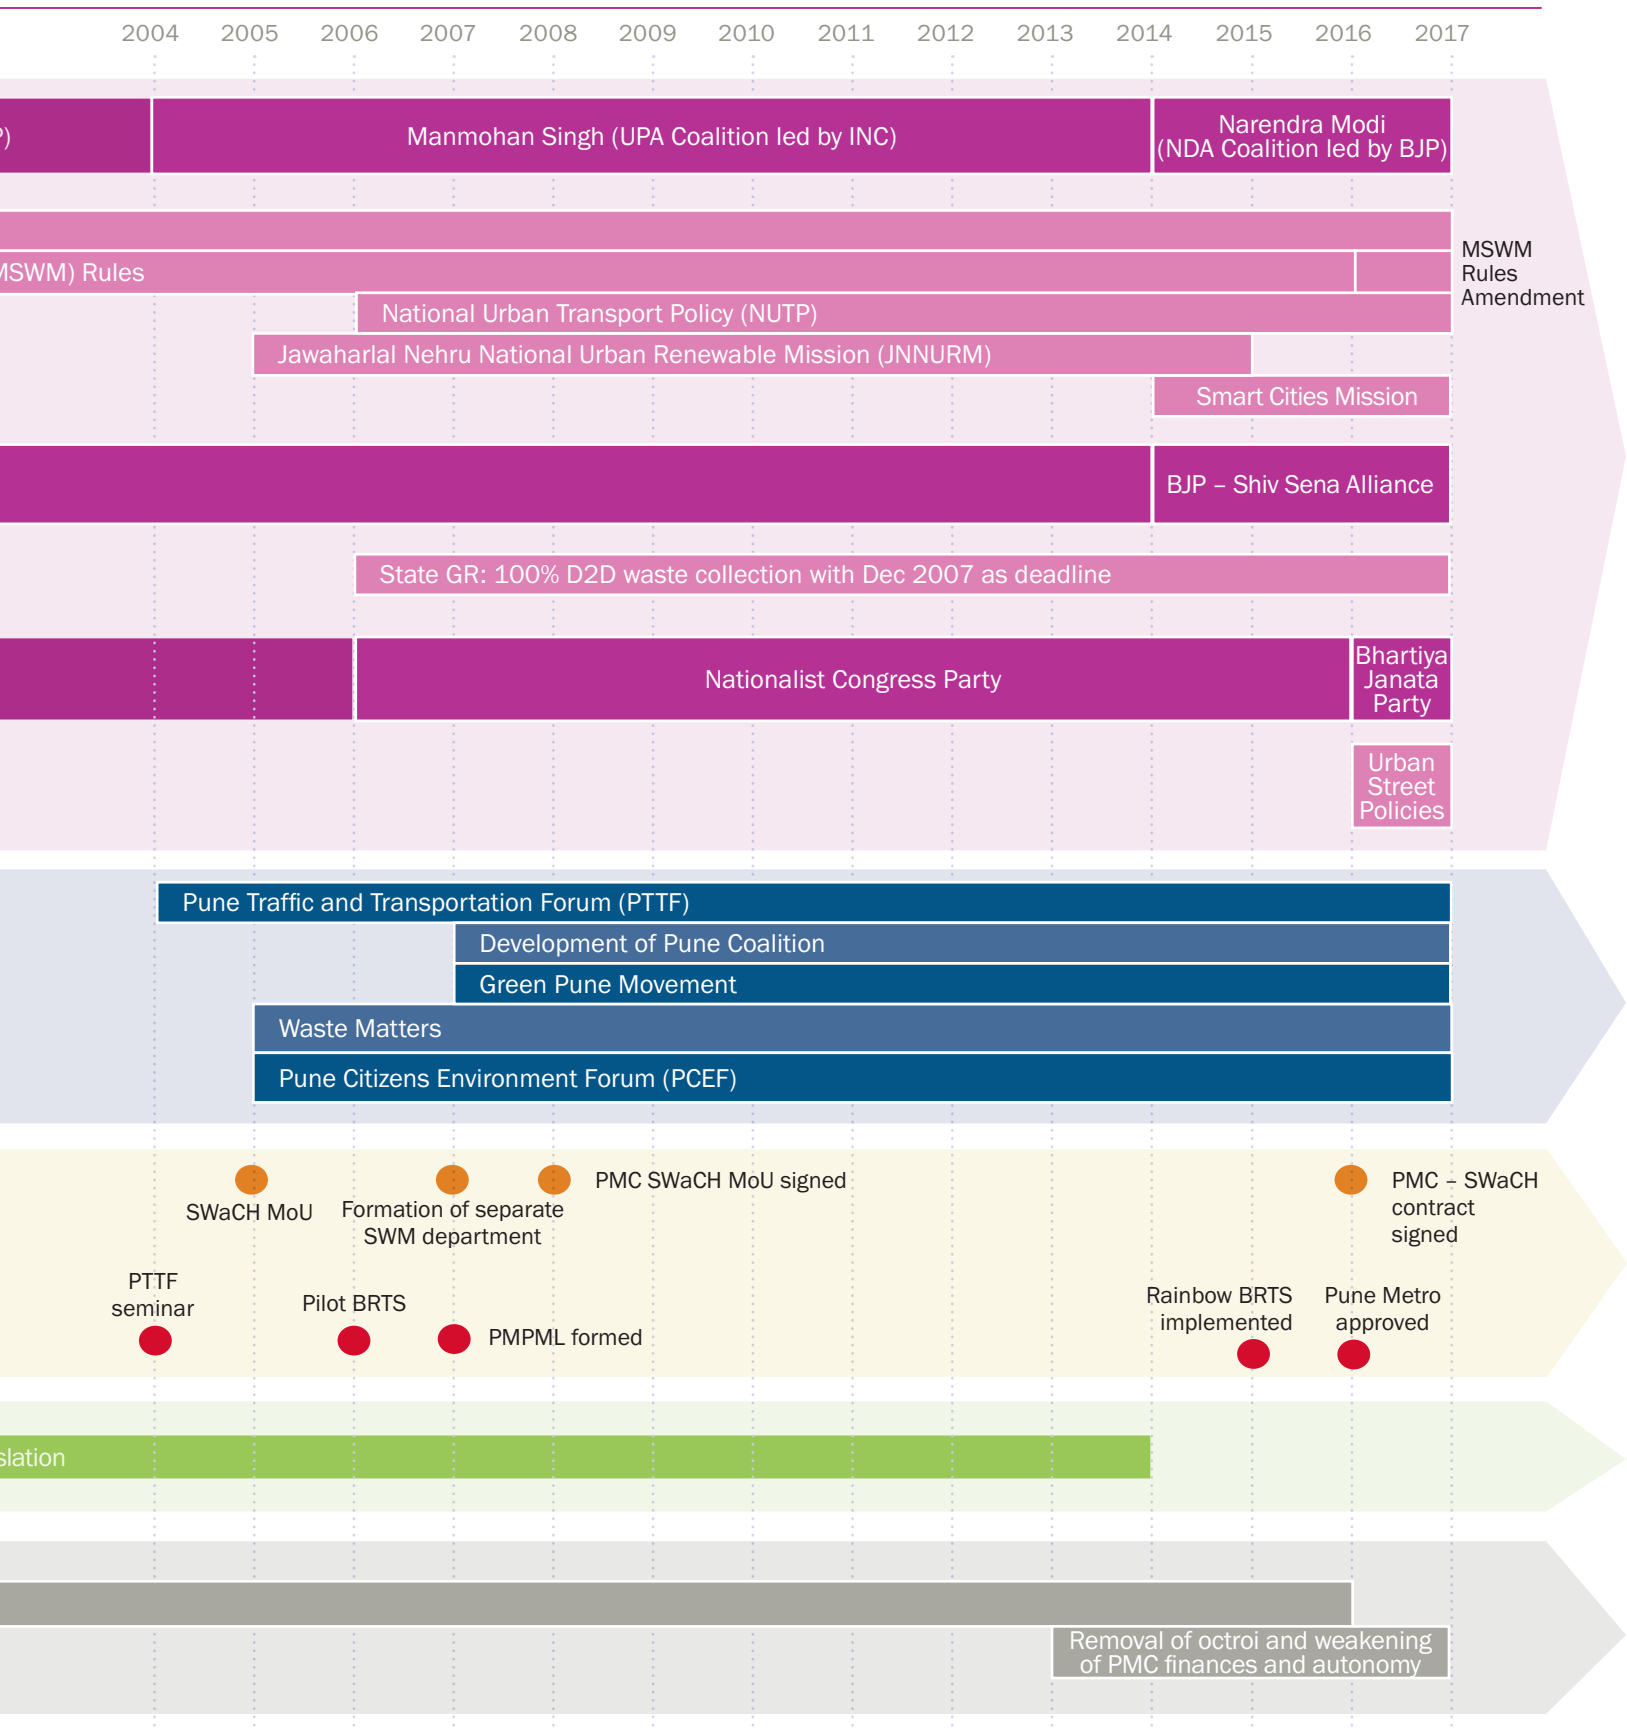 2004 2005 2006 2007 2008 2009 2010 2011 2012 2013 2014 2015 2016 2017
P)
Manmohan Singh (UPA Coalition led by INC)
Narendra Modi
(NDA Coalition led by BJP)
MSWM) Rules
MSWM
Rules
Amendment
National Urban Transport Policy (NUTP)
Jawaharlal Nehru National Urban Renewable Mission (JNNURM)
Smart Cities Mission
BJP – Shiv Sena Alliance
State GR: 100% D2D waste collection with Dec 2007 as deadline
Nationalist Congress Party
Bhartiya
Janata
Party
Urban
Street
Policies
Pune Traffic and Transportation Forum (PTTF)
Development of Pune Coalition
Green Pune Movement
Waste Matters
Pune Citizens Environment Forum (PCEF)
SWaCH MoU
Formation of separate
SWM department
PMC SWaCH MoU signed
PMC – SWaCH
contract
signed
PTTF
seminar
Pilot BRTS
PMPML formed
Rainbow BRTS
implemented
Pune Metro
approved
slation
Removal of octroi and weakening
of PMC finances and autonomy